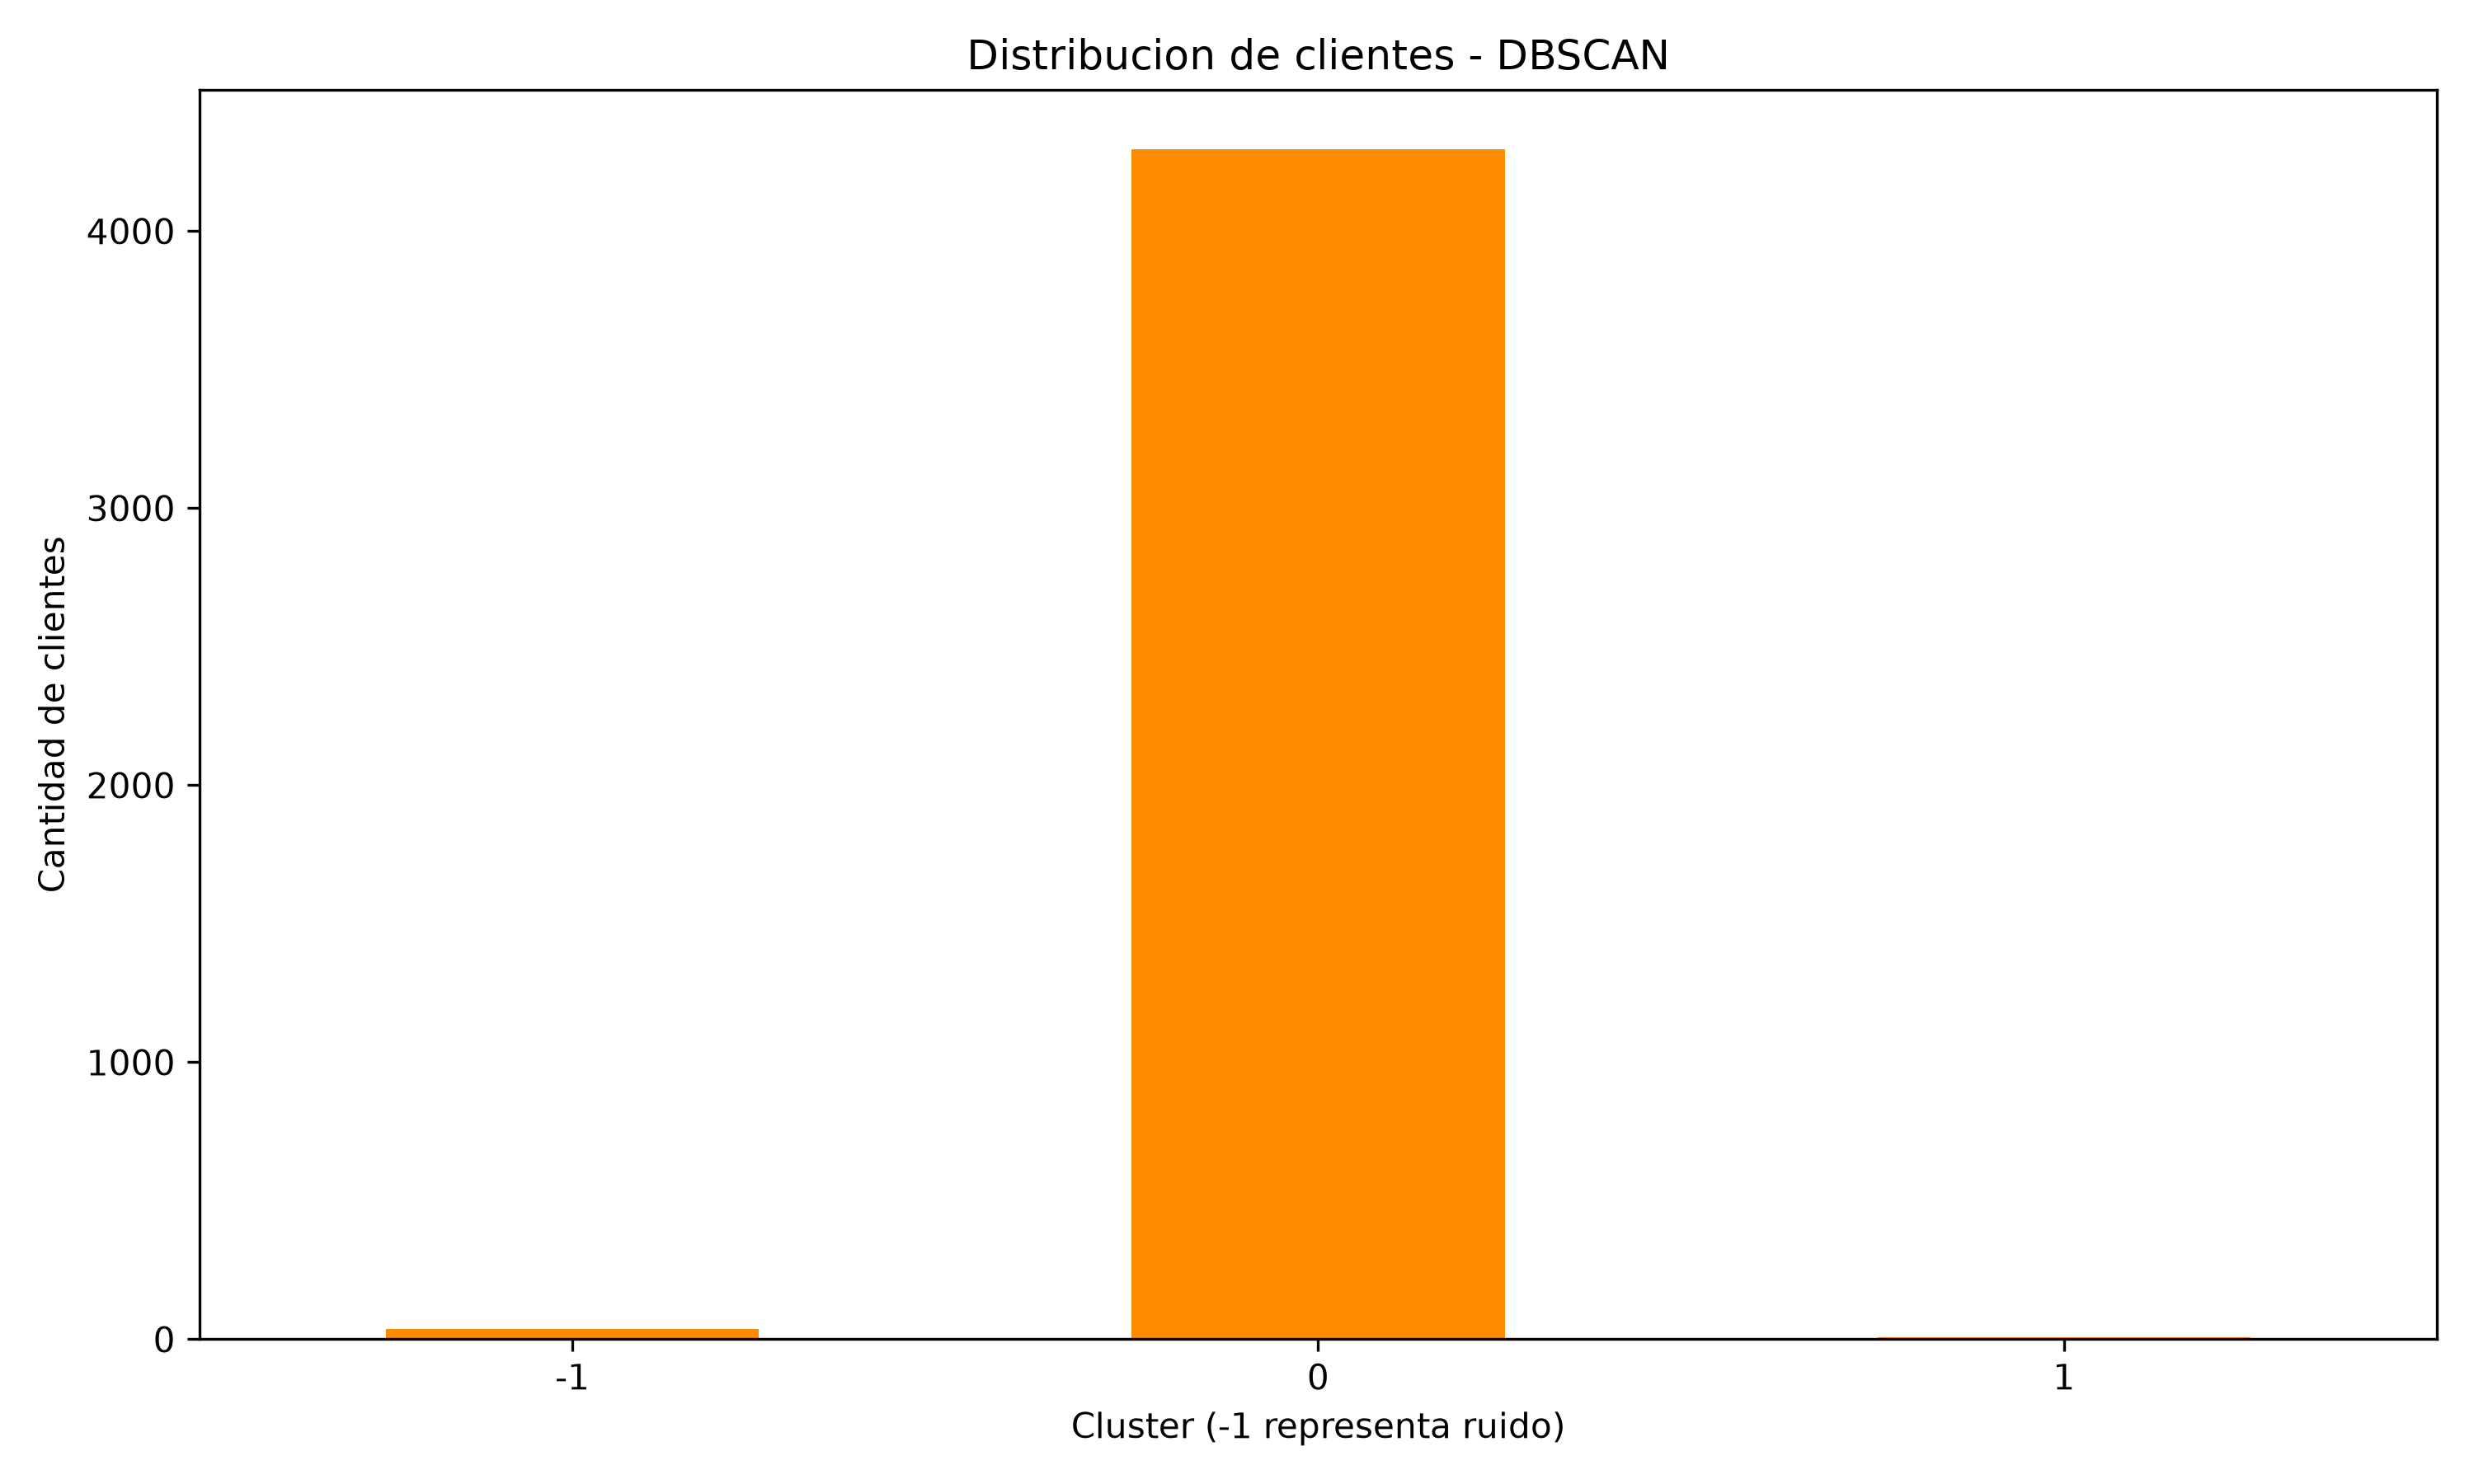 Distribucion de clientes - DBSCAN
Cantidad de clientes
4000
3000
2000
1000
0
-1
0
1
Cluster (-1 representa ruido)